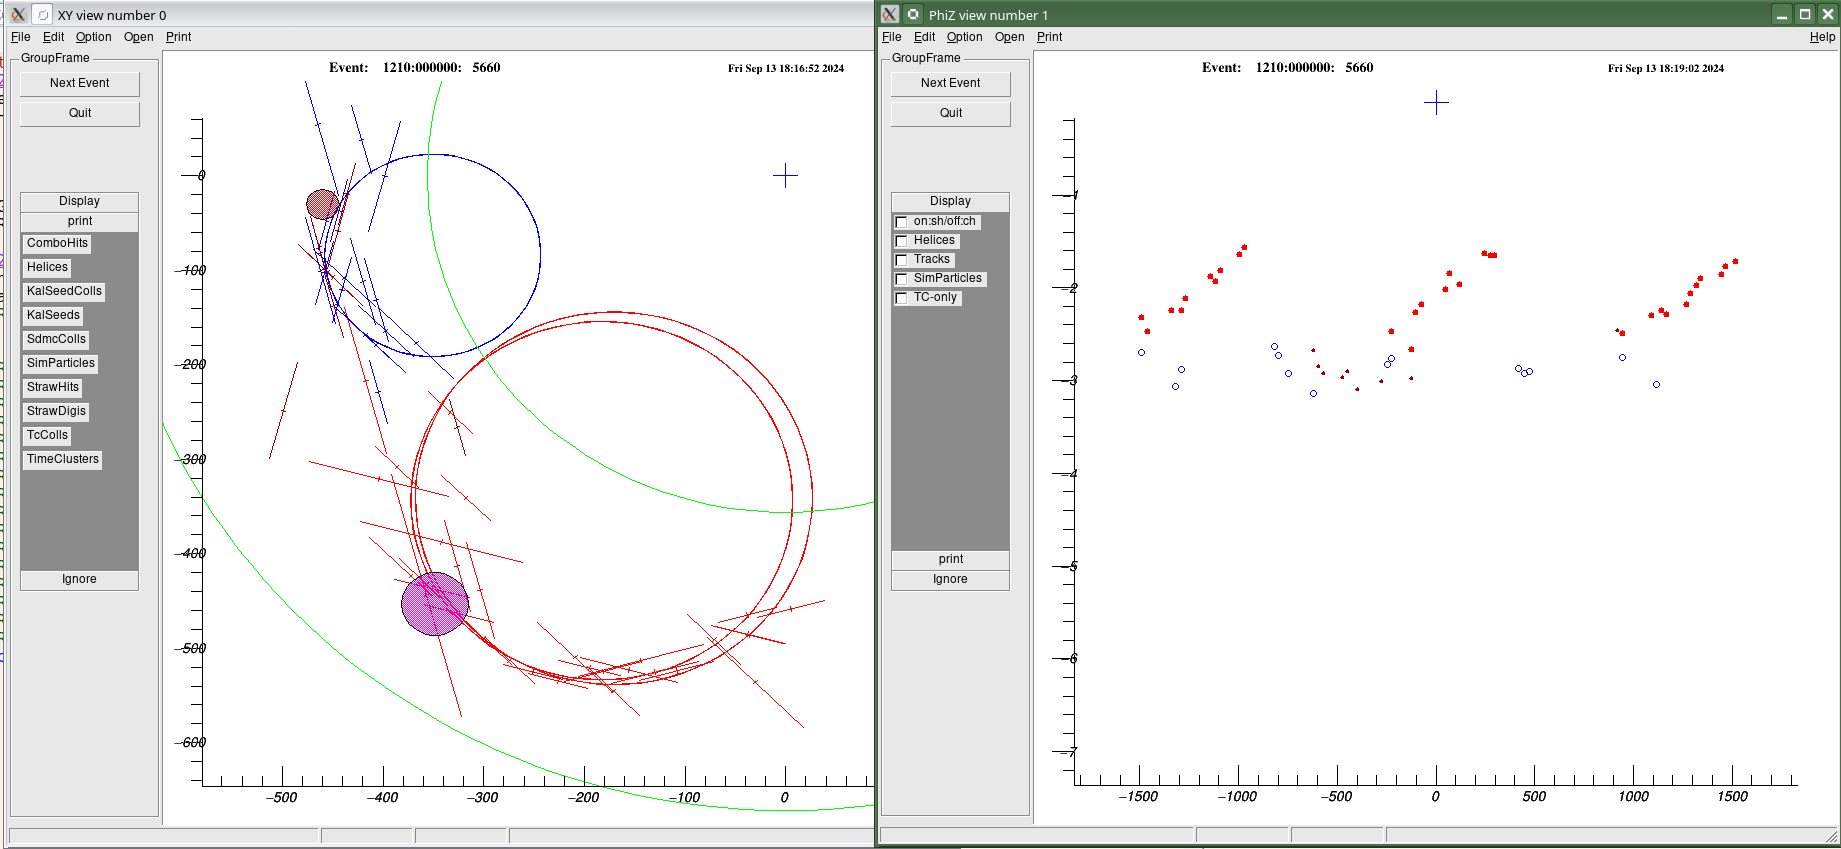 XY view number 0
File Edit Option Open Print
GroupFrame
Next Event
Quit
Display
print
ComboHits
Helices
KalSeedColls
KalSeeds
SdmcColls
SimParticles
StrawHits
StrawDigis
TcColls
TimeClusters
Ignore
Event: 1210:000000: 5660
Fri Sep 13 18:16:52 2024
0
−100
−200
−300
−400
−500
−600
−500 −400 −300 −200 −100 0
PhiZ view number 1
File Edit Option Open Print Help
GroupFrame
Next Event
Quit
Display
on:sh/off:ch
Helices
Tracks
SimParticles
TC-only
print
Ignore
Event: 1210:000000: 5660
Fri Sep 13 18:19:02 2024
−1
−2
−3
−4
−5
−6
−7
−1500 −1000 −500 0 500 1000 1500